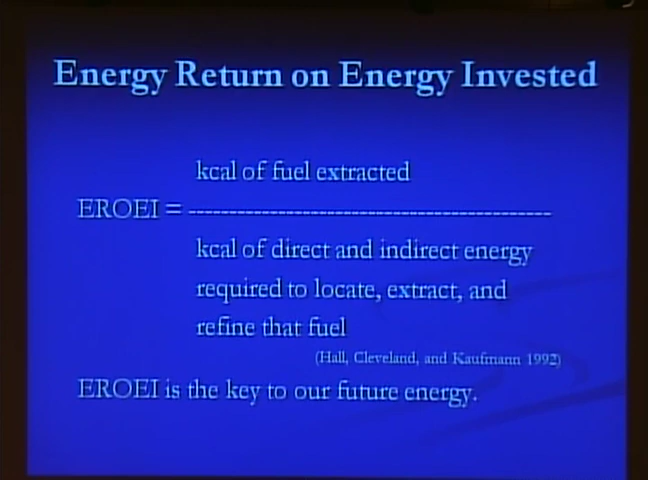 Energy Return on Energy Invested
kcal of fuel extracted
EROEI = ---------------------------------------------
kcal of direct and indirect energy
required to locate, extract, and
refine that fuel
(Hall, Cleveland, and Kaufmann 1992)
EROEI is the key to our future energy.